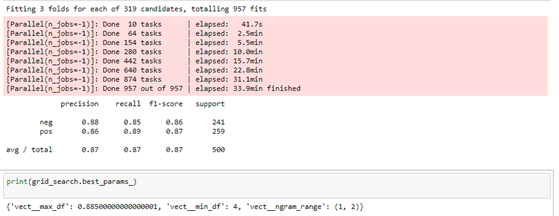 Fitting 3 folds for each of 319 candidates, totalling 957 fits
[Parallel(n_jobs=-1)]: Done 10 tasks | elapsed: 41.7s
[Parallel(n_jobs=-1)]: Done 64 tasks | elapsed: 2.5min
[Parallel(n_jobs=-1)]: Done 154 tasks | elapsed: 5.5min
[Parallel(n_jobs=-1)]: Done 280 tasks | elapsed: 10.0min
[Parallel(n_jobs=-1)]: Done 442 tasks | elapsed: 15.7min
[Parallel(n_jobs=-1)]: Done 640 tasks | elapsed: 22.8min
[Parallel(n_jobs=-1)]: Done 874 tasks | elapsed: 31.1min
[Parallel(n_jobs=-1)]: Done 957 out of 957 | elapsed: 33.9min finished
precision recall f1-score support
neg 0.88 0.85 0.86 241
pos 0.86 0.89 0.87 259
avg / total 0.87 0.87 0.87 500
print(grid_search.best_params_)
{'vect__max_df': 0.88500000000000001, 'vect__min_df': 4, 'vect__ngram_range': (1, 2)}